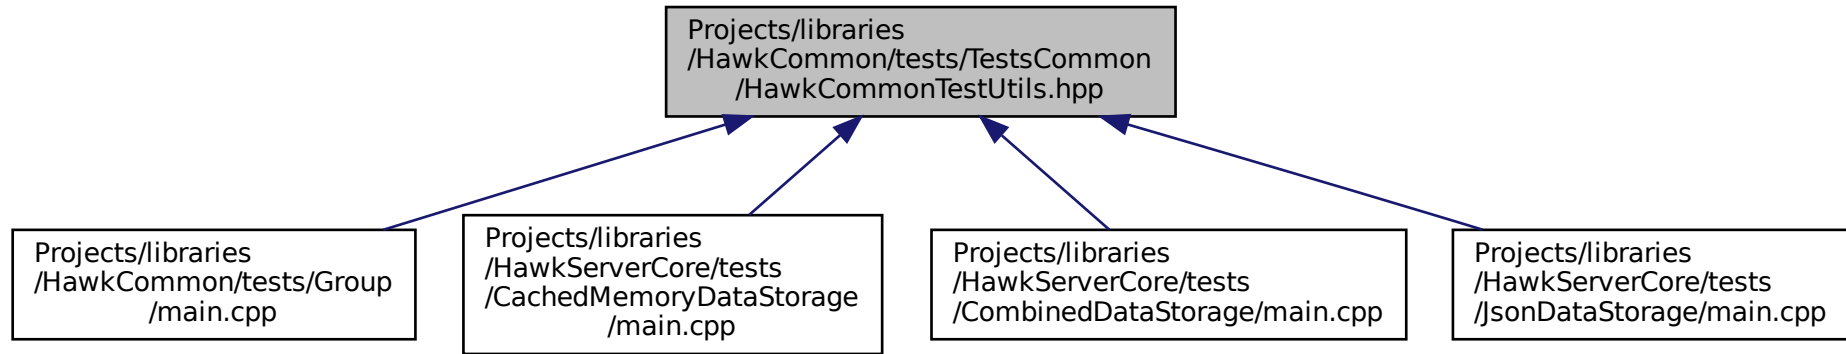 Projects/libraries
/HawkCommon/tests/TestsCommon
/HawkCommonTestUtils.hpp
Projects/libraries
/HawkCommon/tests/Group
/main.cpp
Projects/libraries
/HawkServerCore/tests
/CachedMemoryDataStorage
/main.cpp
Projects/libraries
/HawkServerCore/tests
/CombinedDataStorage/main.cpp
Projects/libraries
/HawkServerCore/tests
/JsonDataStorage/main.cpp